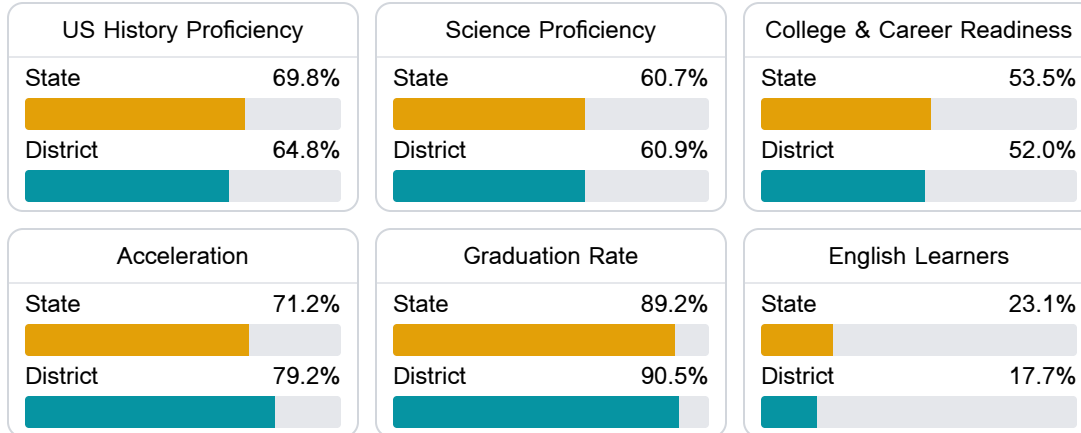 US History Proficiency
State 69.8%
District 64.8%
Science Proficiency
State 60.7%
District 60.9%
College & Career Readiness
State 53.5%
District 52.0%
Acceleration
State 71.2%
District 79.2%
Graduation Rate
State 89.2%
District 90.5%
English Learners
State 23.1%
District 17.7%